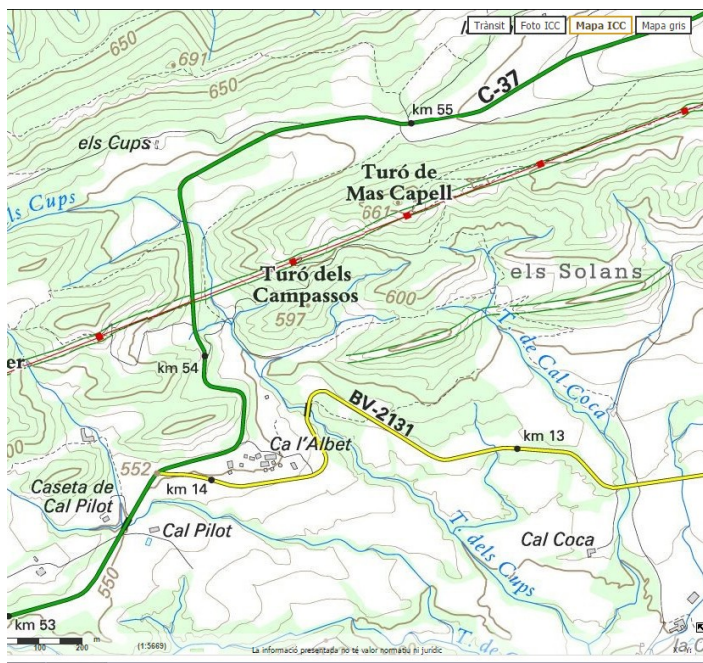 Trànsit
Foto ICC
Mapa ICC
Mapa gris
650
691
650
C-37
km 55
els Cups
Turó de
Mas Capell
661
els Cups
Turó dels
Campassos
600
els Solans
597
T. de Cal Coca
er
km 54
BV-2131
Ca l'Albet
km 13
552
km 14
Caseta de
Cal Pilot
Cal Pilot
Cal Coca
T. dels Cups
550
km 53
T. dels Cu
100
200
m
(1:5669)
La informació presentada no té valor normatiu ni jurídic